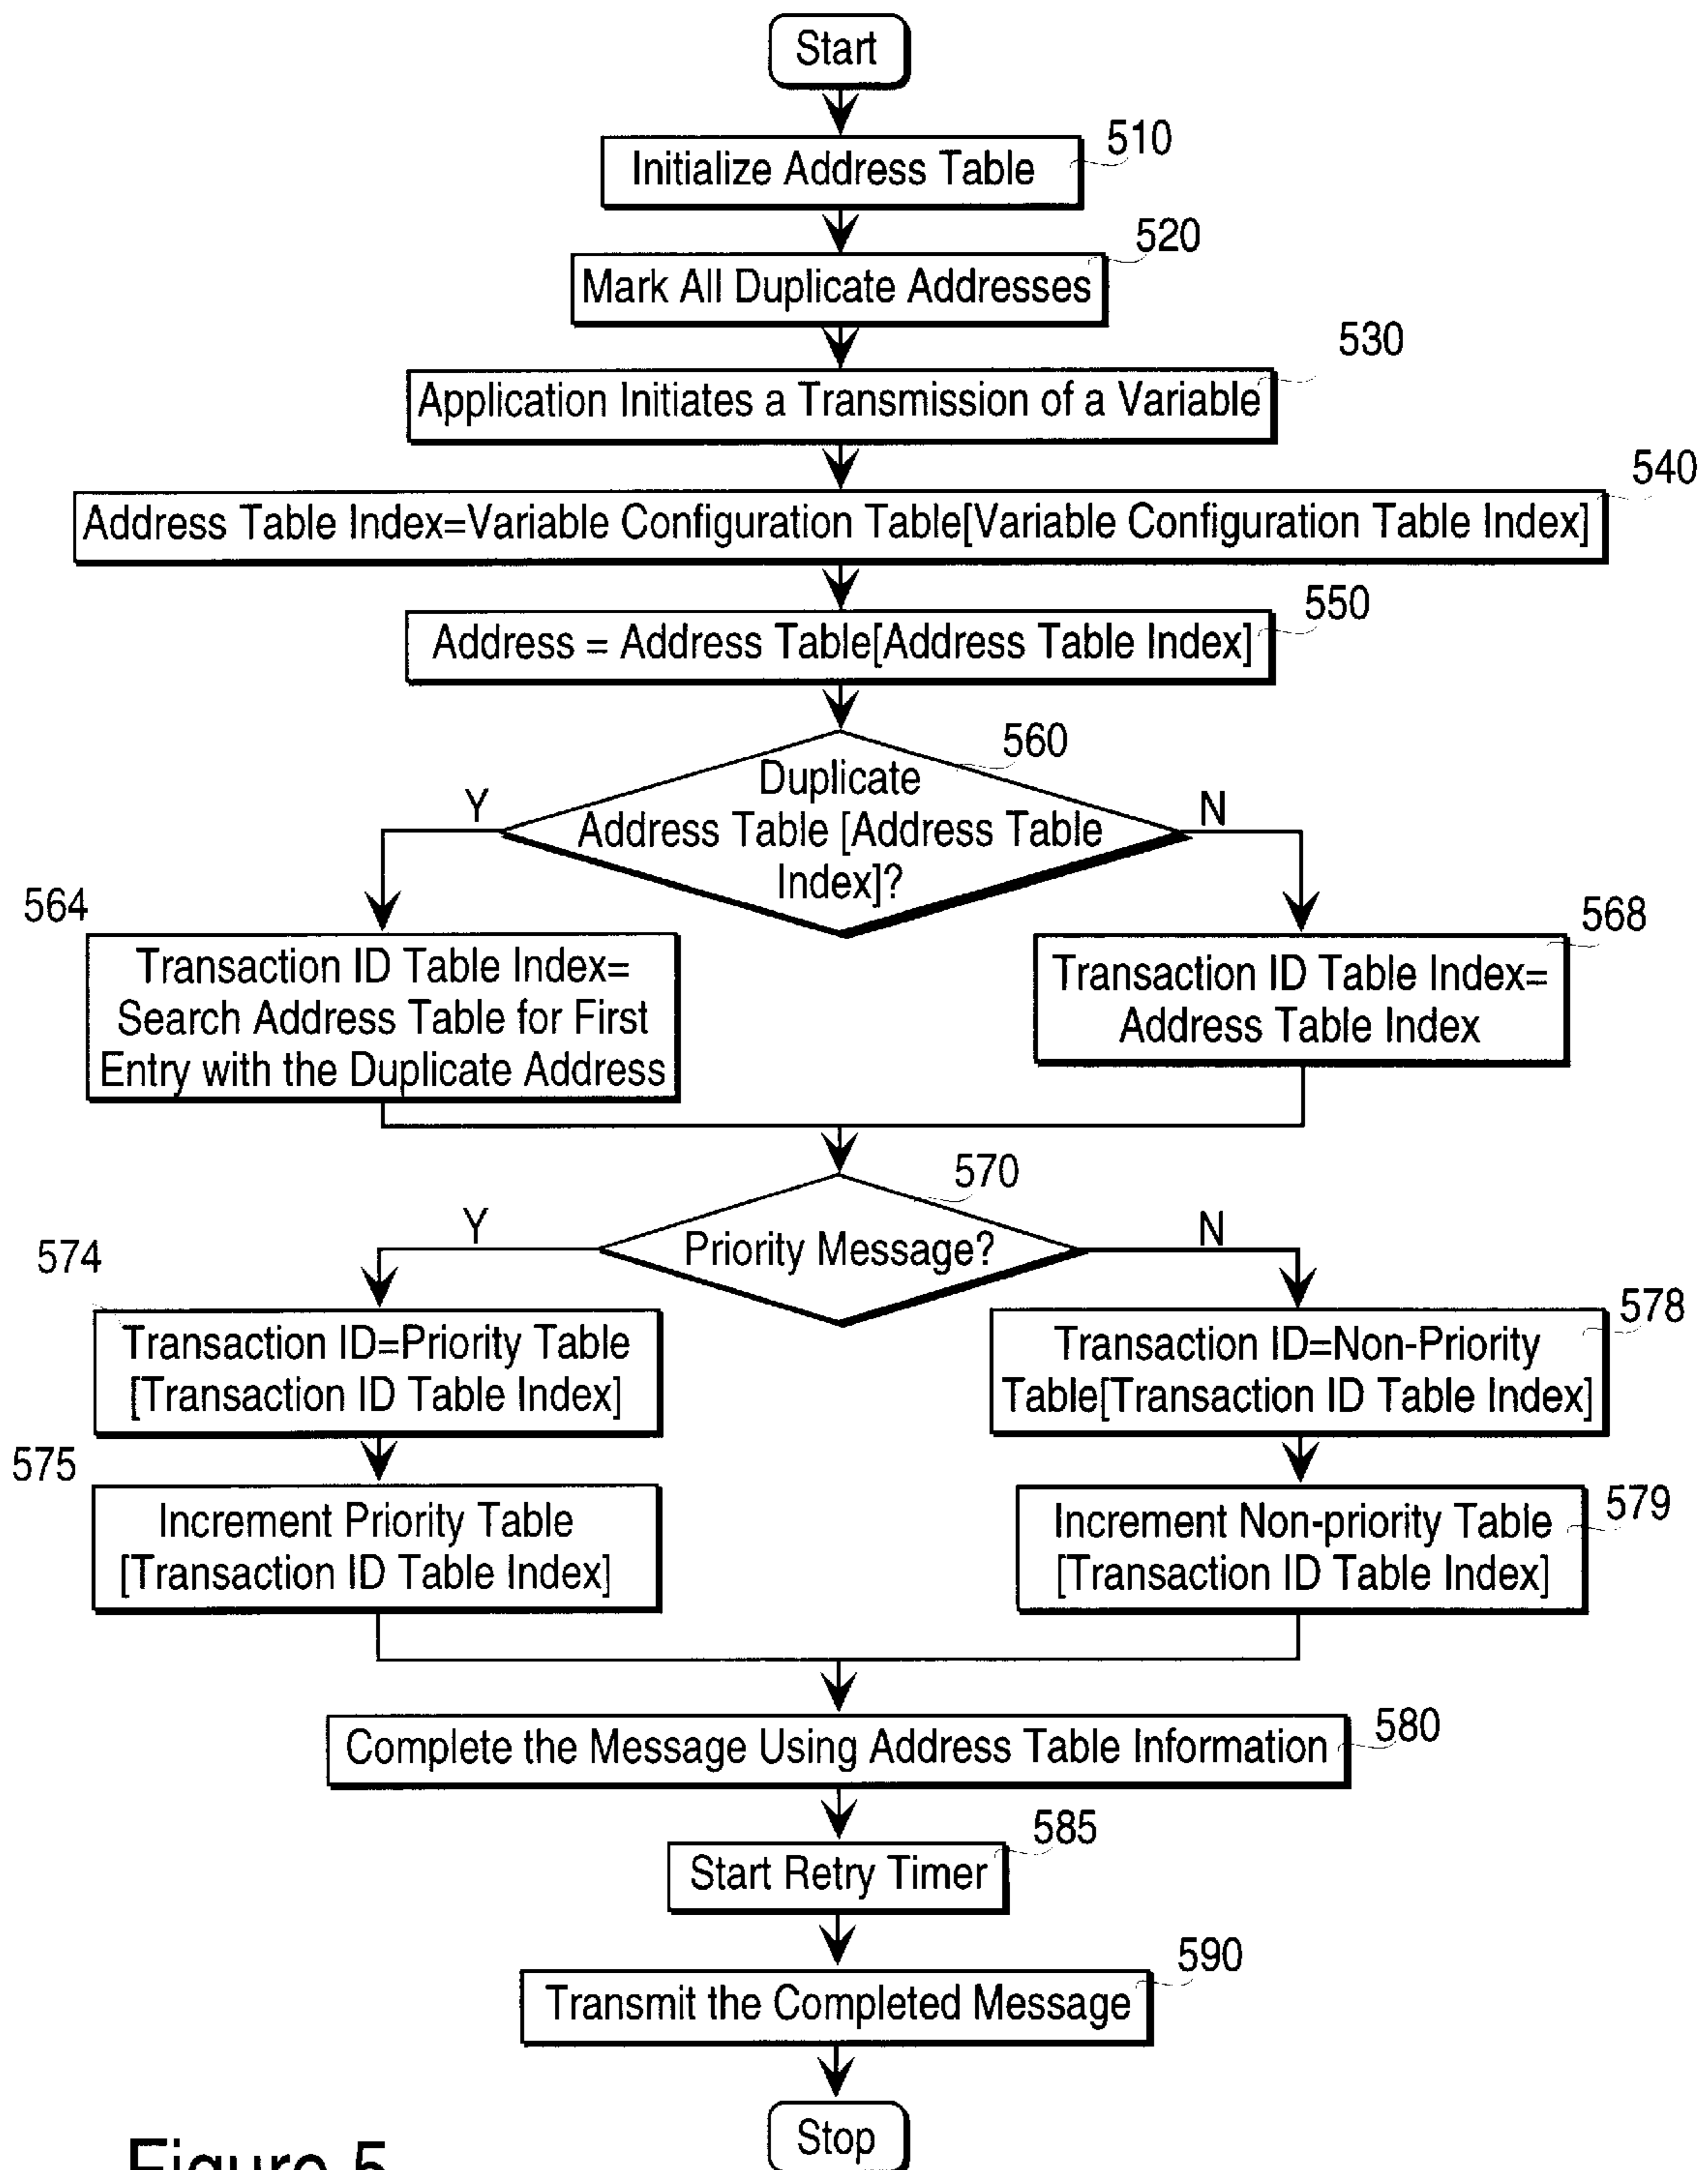 Start
510
Initialize Address Table
520
Mark All Duplicate Addresses
530
Application Initiates a Transmission of a Variable
540
Address Table Index=Variable Configuration Table[Variable Configuration Table Index]
550
Address = Address Table[Address Table Index]
560
Duplicate
Address Table [Address Table
Index]?
Y
N
564
Transaction ID Table Index=
Search Address Table for First
Entry with the Duplicate Address
568
Transaction ID Table Index=
Address Table Index
570
Priority Message?
Y
N
574
Transaction ID=Priority Table
[Transaction ID Table Index]
578
Transaction ID=Non-Priority
Table[Transaction ID Table Index]
575
Increment Priority Table
[Transaction ID Table Index]
579
Increment Non-priority Table
[Transaction ID Table Index]
580
Complete the Message Using Address Table Information
585
Start Retry Timer
590
Transmit the Completed Message
Stop
Figure 5